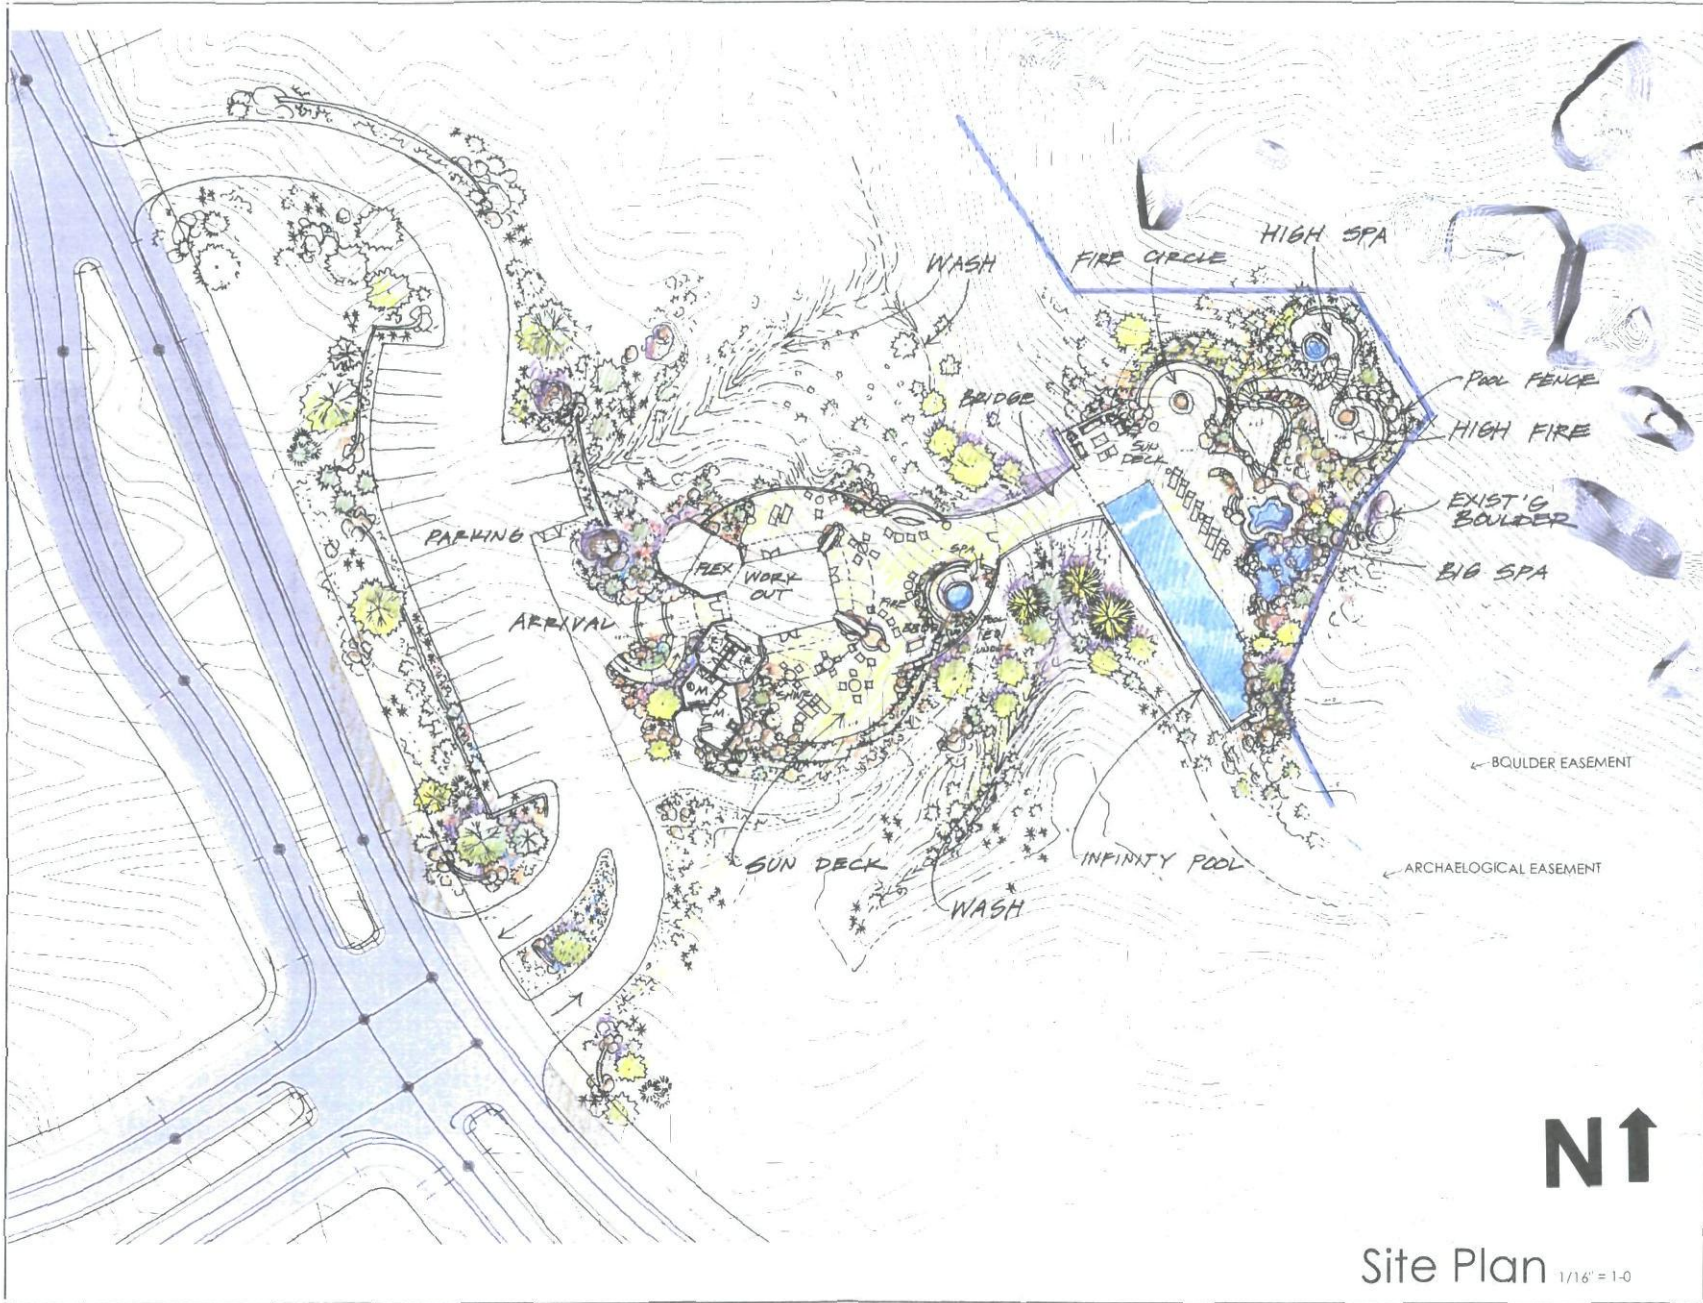 HIGH SPA
FIRE CIRCLE
WASH
POOL FENCE
BRIDGE
HIGH FIRE
SUN
DECK
EXIST'G
BOULDER
PARKING
SPA
FLEX
WORK
OUT
BIG SPA
FIRE
ARRIVAL
M.
BOULDER EASEMENT
SUN DECK
INFINITY POOL
ARCHAELOGICAL EASEMENT
WASH
N
Site Plan 1/16" = 1-0